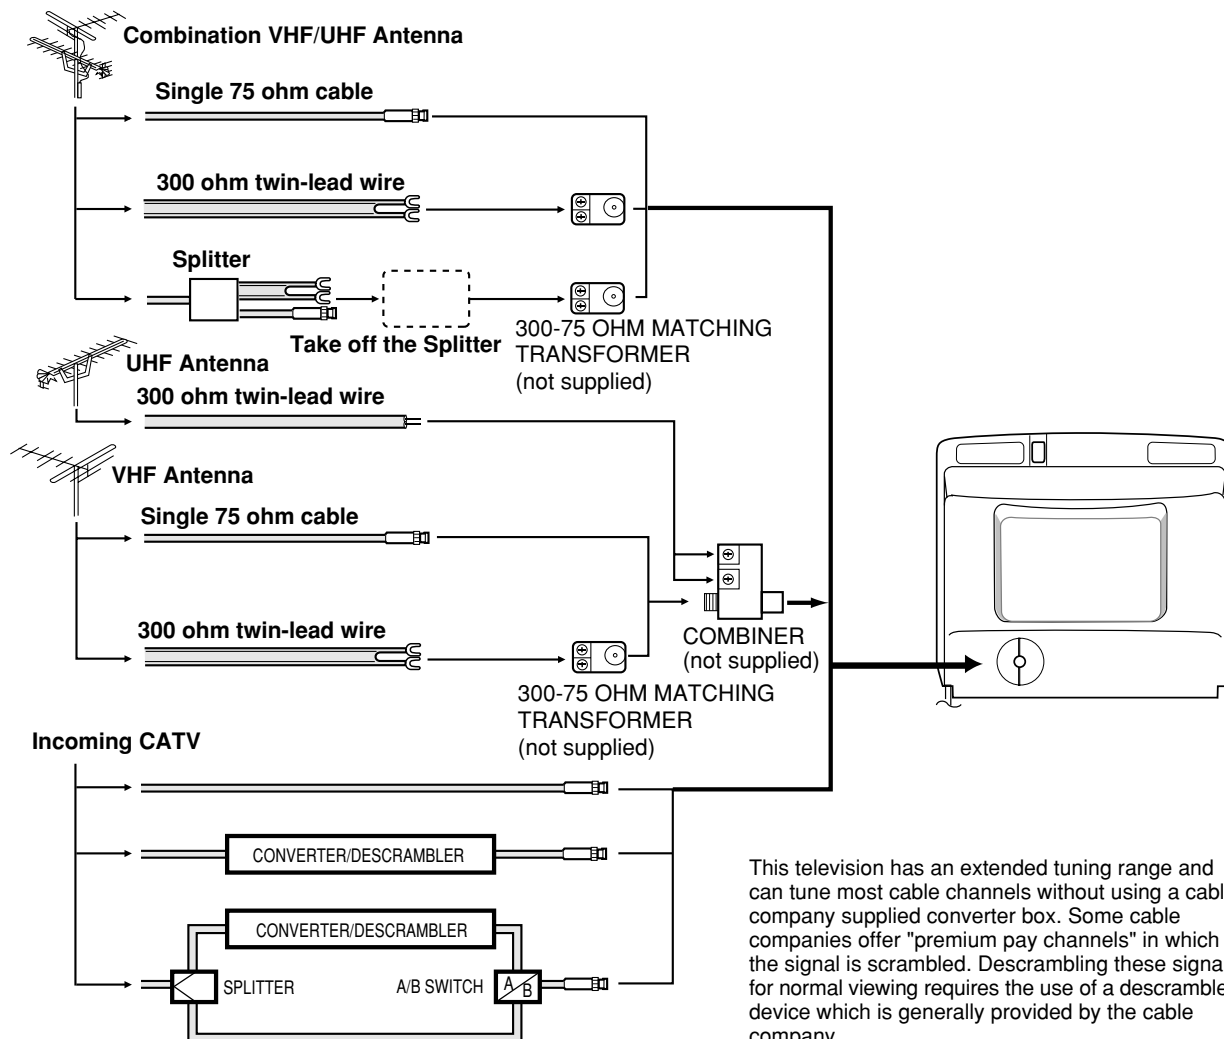 Combination VHF/UHF Antenna
Single 75 ohm cable
300 ohm twin-lead wire
Splitter
Take off the Splitter
300-75 OHM MATCHING
TRANSFORMER
(not supplied)
UHF Antenna
300 ohm twin-lead wire
VHF Antenna
Single 75 ohm cable
300 ohm twin-lead wire
COMBINER
(not supplied)
300-75 OHM MATCHING
TRANSFORMER
(not supplied)
Incoming CATV
CONVERTER/DESCRAMBLER
CONVERTER/DESCRAMBLER
SPLITTER
A/B SWITCH
A
B
This television has an extended tuning range and
can tune most cable channels without using a cabl
company supplied converter box. Some cable
companies offer "premium pay channels" in which
the signal is scrambled. Descrambling these signal
for normal viewing requires the use of a descramble
device which is generally provided by the cable
company.